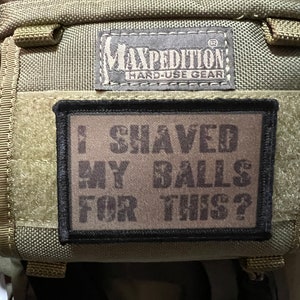 MAXPEDITION®
HARD-USE GEAR
I SHAVED
MY BALLS
FOR THIS?